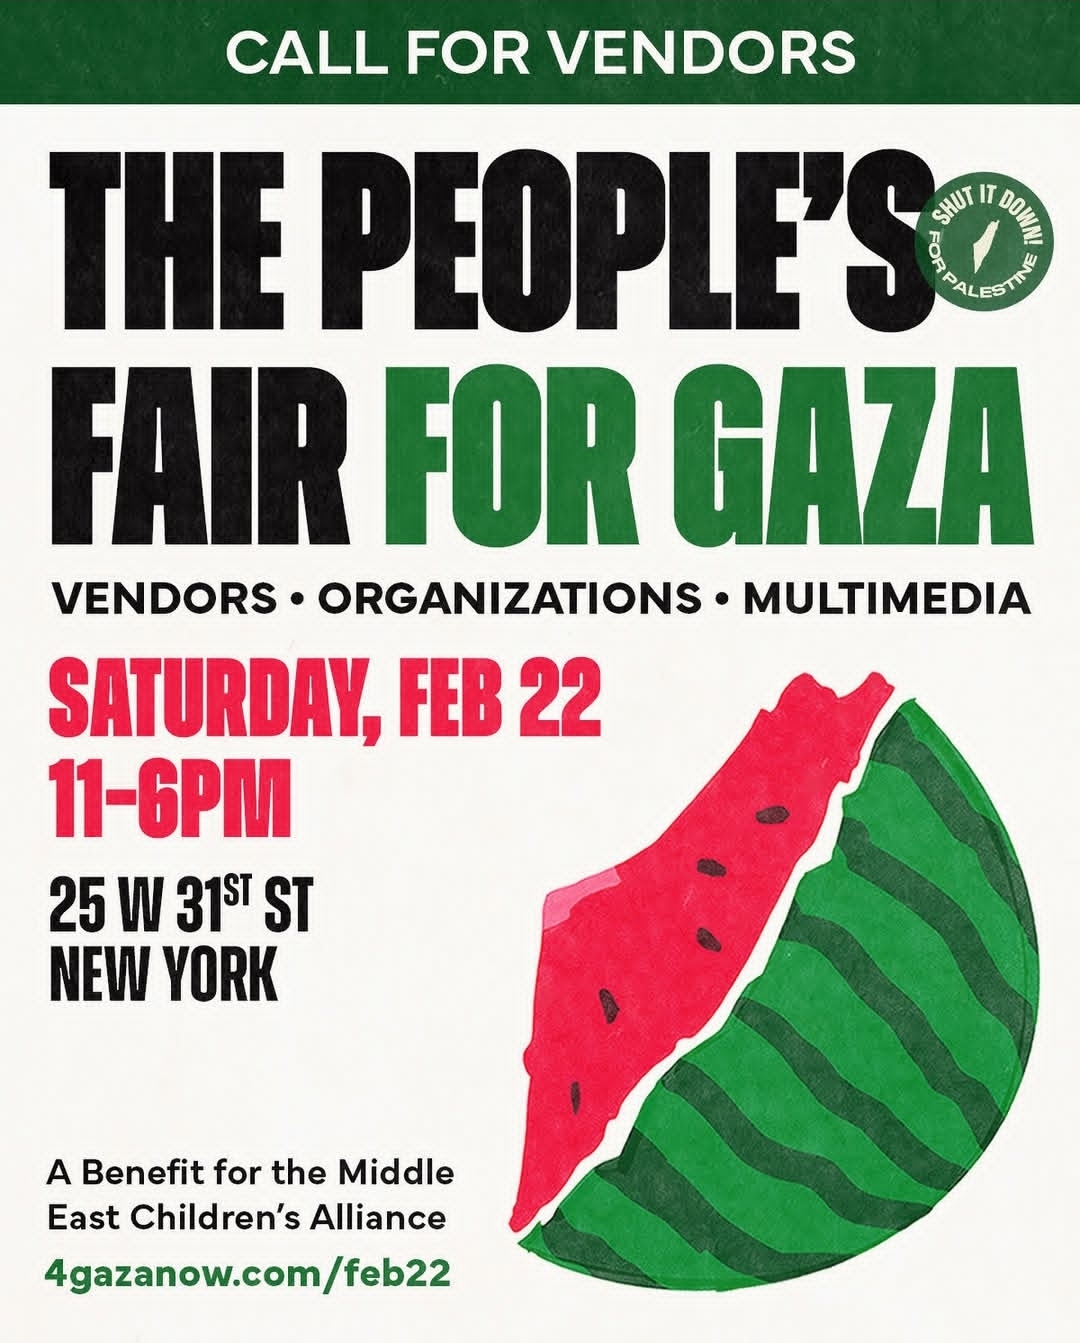 CALL FOR VENDORS
THE PEOPLE'S
SHUT IT DOWN!
FOR PALESTINE
FAIR FOR GAZA
VENDORS • ORGANIZATIONS • MULTIMEDIA
SATURDAY, FEB 22
11-6PM
25 W 31ST ST
NEW YORK
A Benefit for the Middle
East Children's Alliance
4gazanow.com/feb22